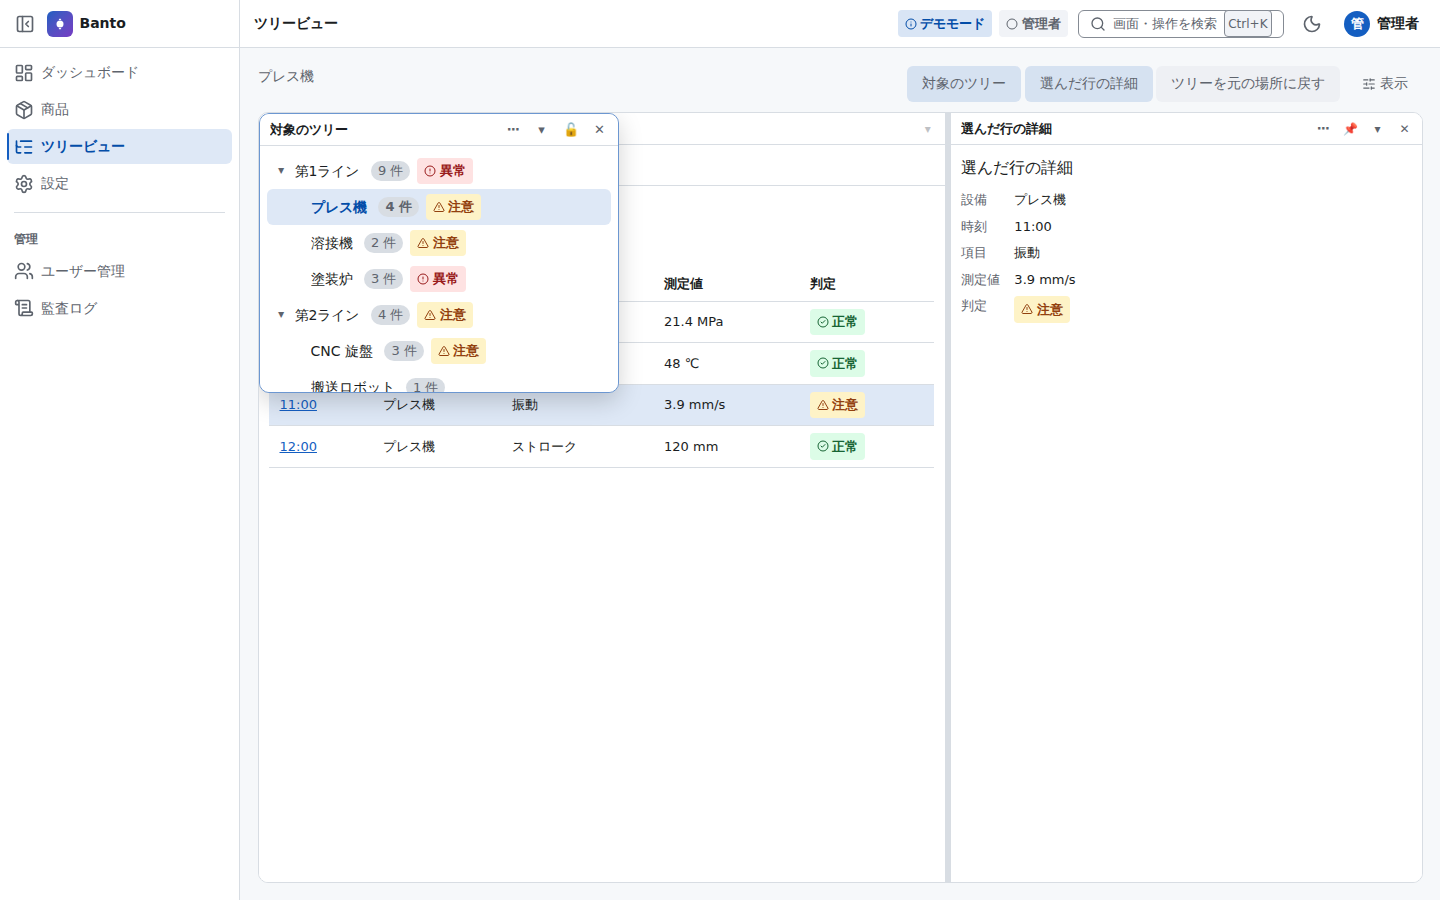 Banto
ツリービュー
デモモード
管理者
画面・操作を検索 Ctrl+K
管 管理者
ダッシュボード
商品
ツリービュー
設定
管理
ユーザー管理
監査ログ
プレス機
対象のツリー
選んだ行の詳細
ツリーを元の場所に戻す
表示
対象のツリー
第1ライン 9 件 異常
プレス機 4 件 注意
溶接機 2 件 注意
塗装炉 3 件 異常
第2ライン 4 件 注意
CNC 旋盤 3 件 注意
搬送ロボット 1 件
測定値 判定
21.4 MPa 正常
48 ℃ 正常
11:00 プレス機 振動 3.9 mm/s 注意
12:00 プレス機 ストローク 120 mm 正常
選んだ行の詳細
選んだ行の詳細
設備 プレス機
時刻 11:00
項目 振動
測定値 3.9 mm/s
判定 注意